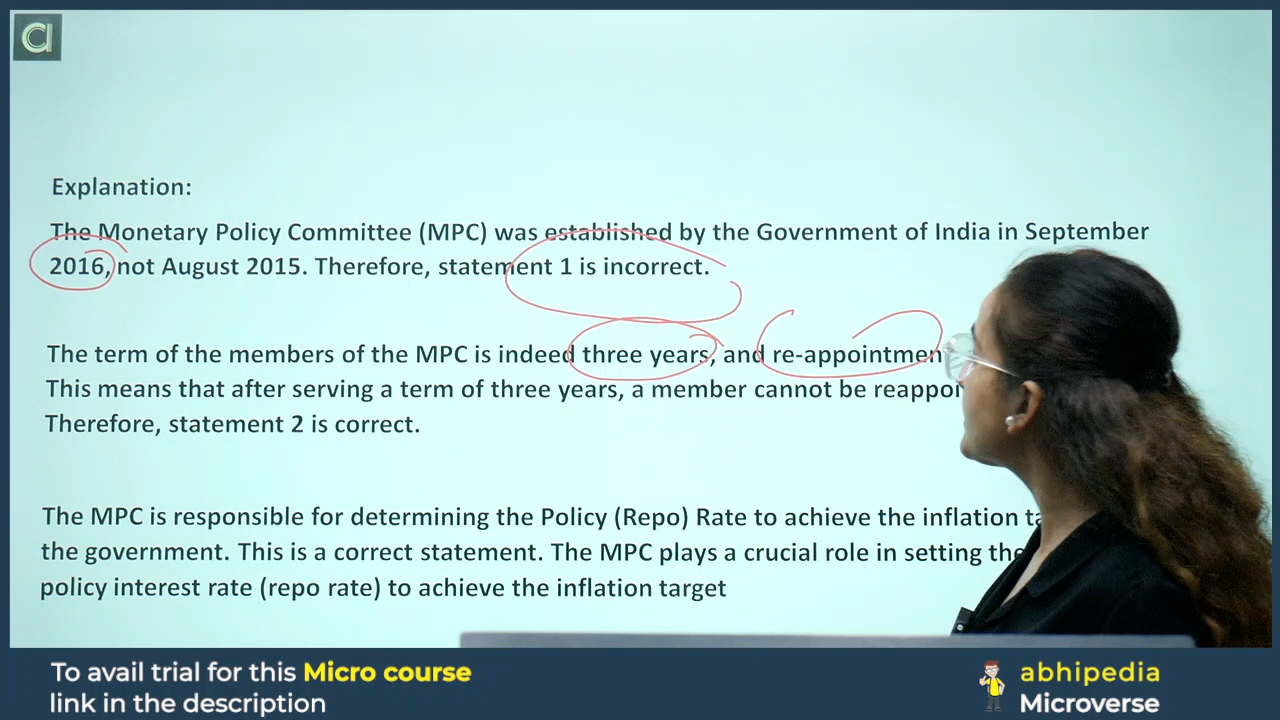 Explanation:
The Monetary Policy Committee (MPC) was established by the Government of India in September
2016, not August 2015. Therefore, statement 1 is incorrect.
The term of the members of the MPC is indeed three years, and
This means that after serving a term of three years, a member cannot be
Therefore, statement 2 is correct.
The MPC is responsible for determining the Policy (Repo) Rate to achieve the inflation
the government. This is a correct statement. The MPC plays a crucial role in setting the
policy interest rate (repo rate) to achieve the inflation target
To avail trial for this Micro course
link in the description
abhipedia
Microverse